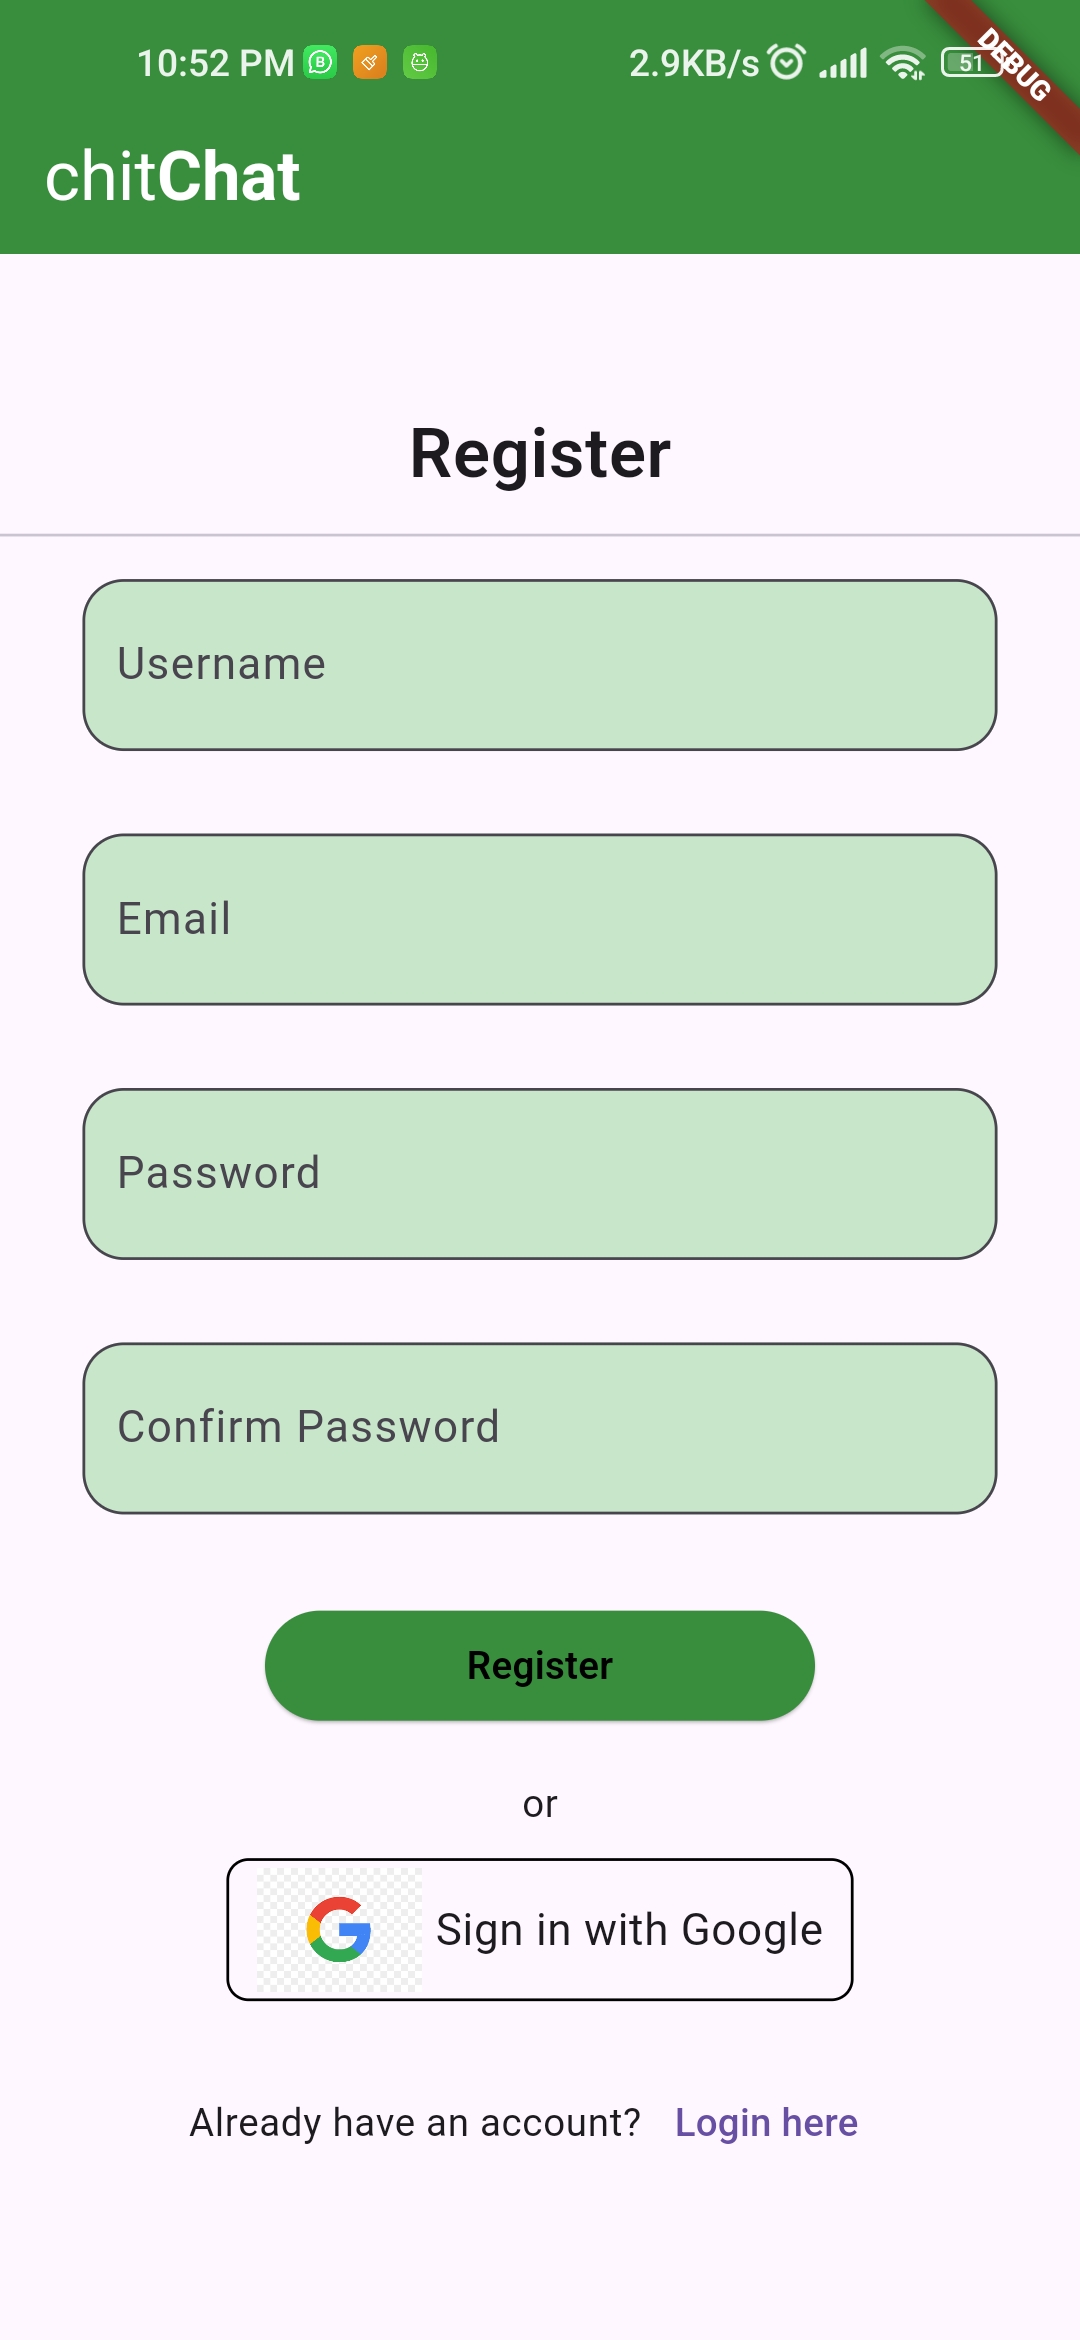 10:52 PM B 2.9KB/s 51
DEBUG
chitChat
Register
Username
Email
Password
Confirm Password
Register
or
Sign in with Google
Already have an account? Login here